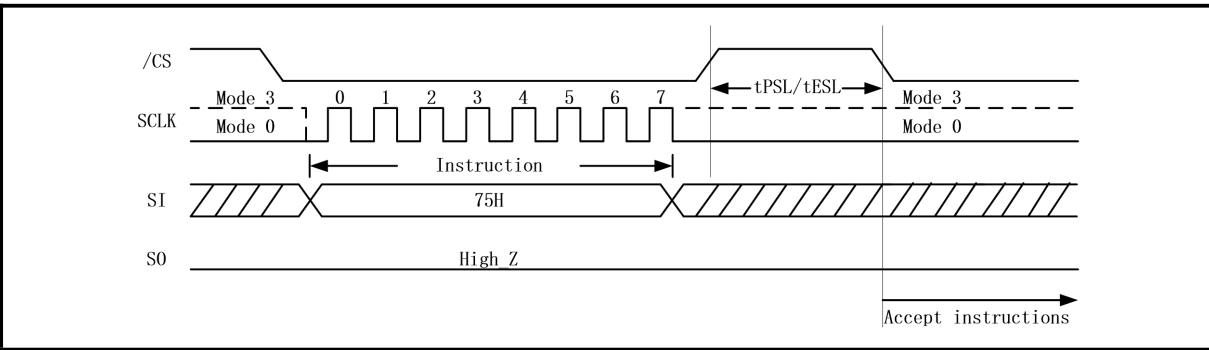 /CS
tPSL/tESL
Mode 3 0 1 2 3 4 5 6 7 Mode 3
SCLK
Mode 0 Mode 0
Instruction
SI 75H
SO High_Z
Accept instructions